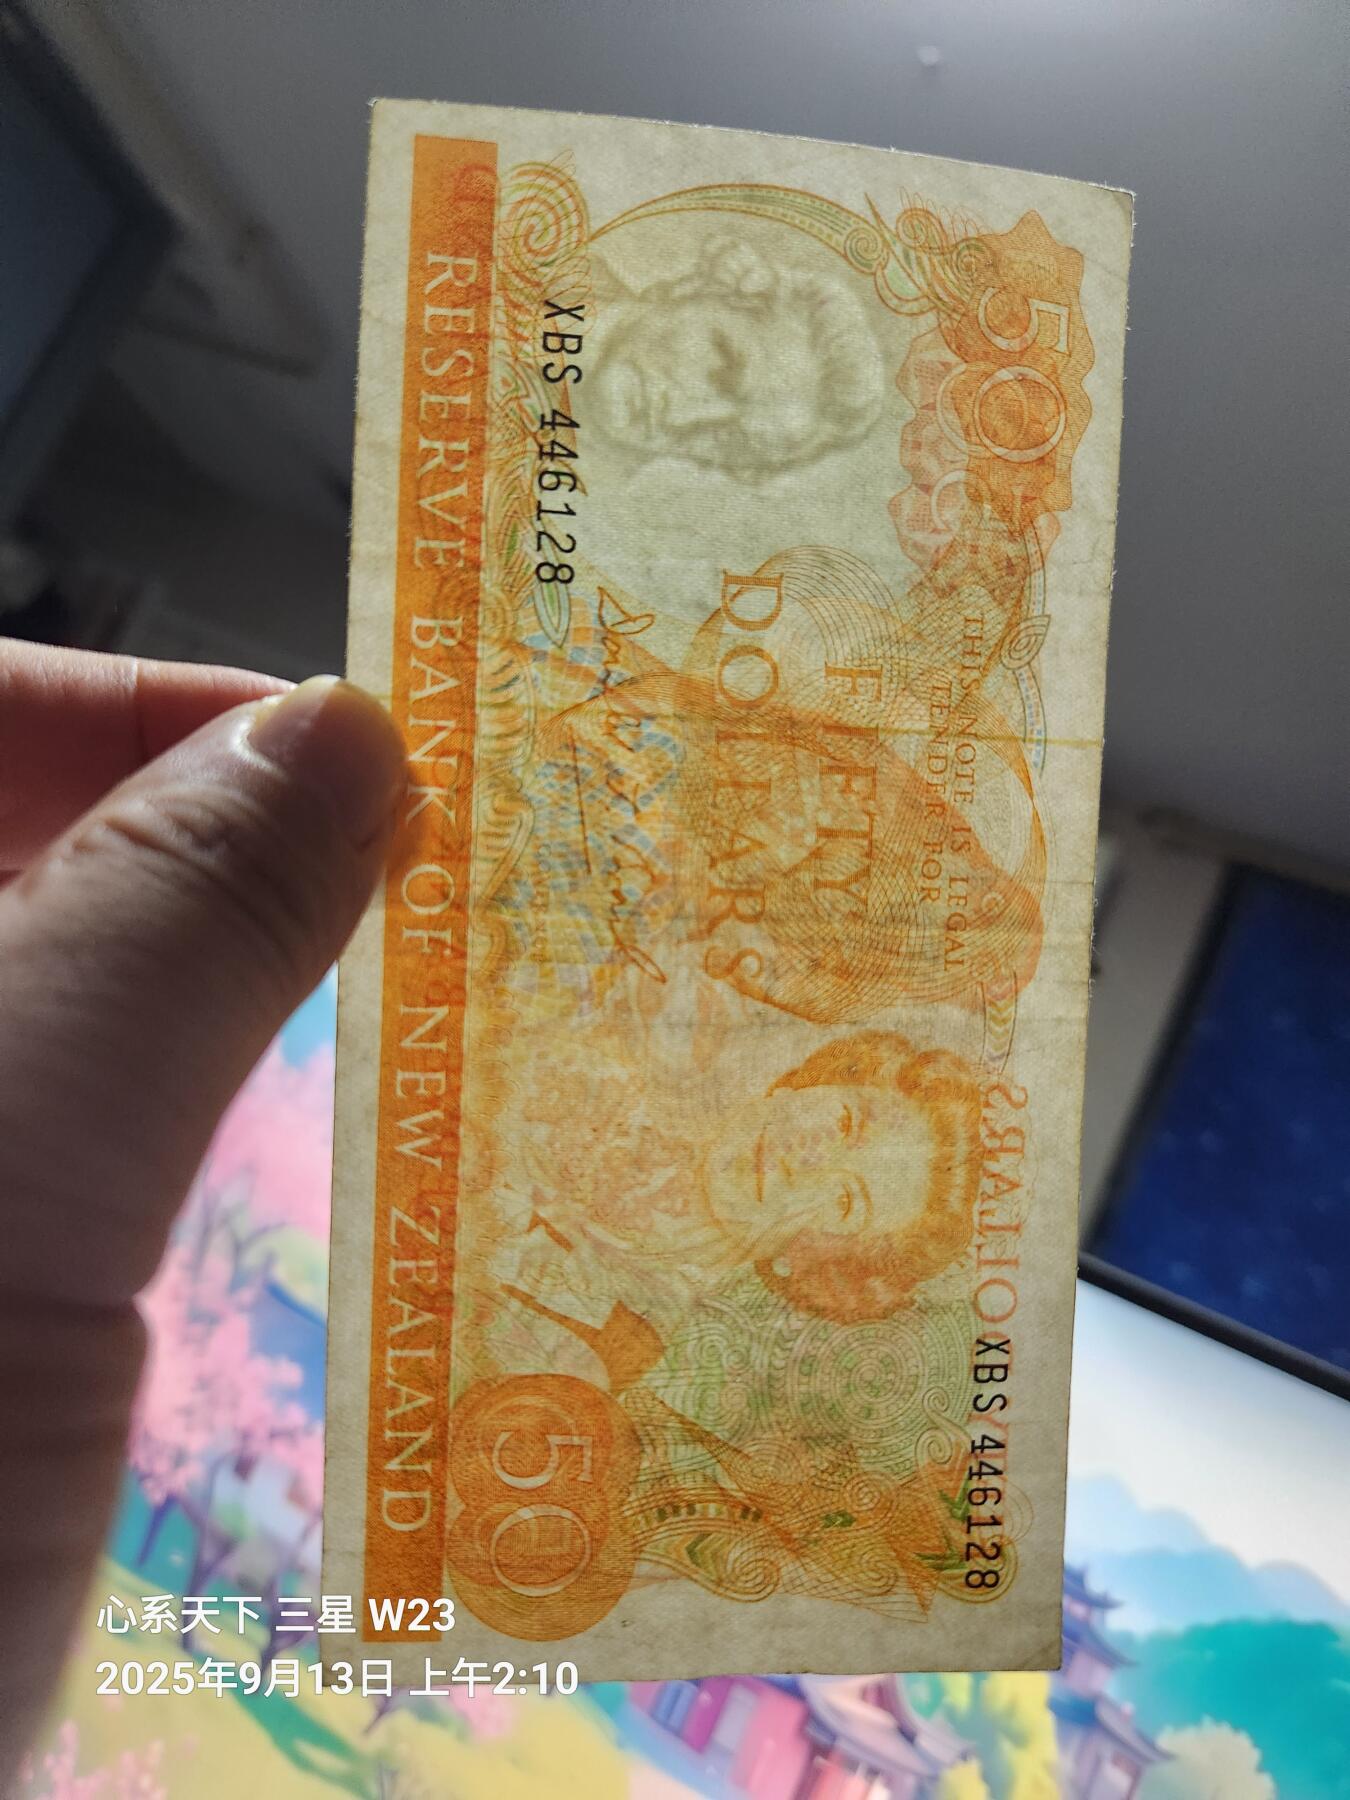 RESERVE BANK OF NEW ZEALAND
XBS 446128
50
THIS NOTE IS LEGAL
TENDER FOR
FIFTY
DOLLARS
DOLLARS
XBS 446128
50
心系天下 三星 W23
2025年9月13日 上午2:10